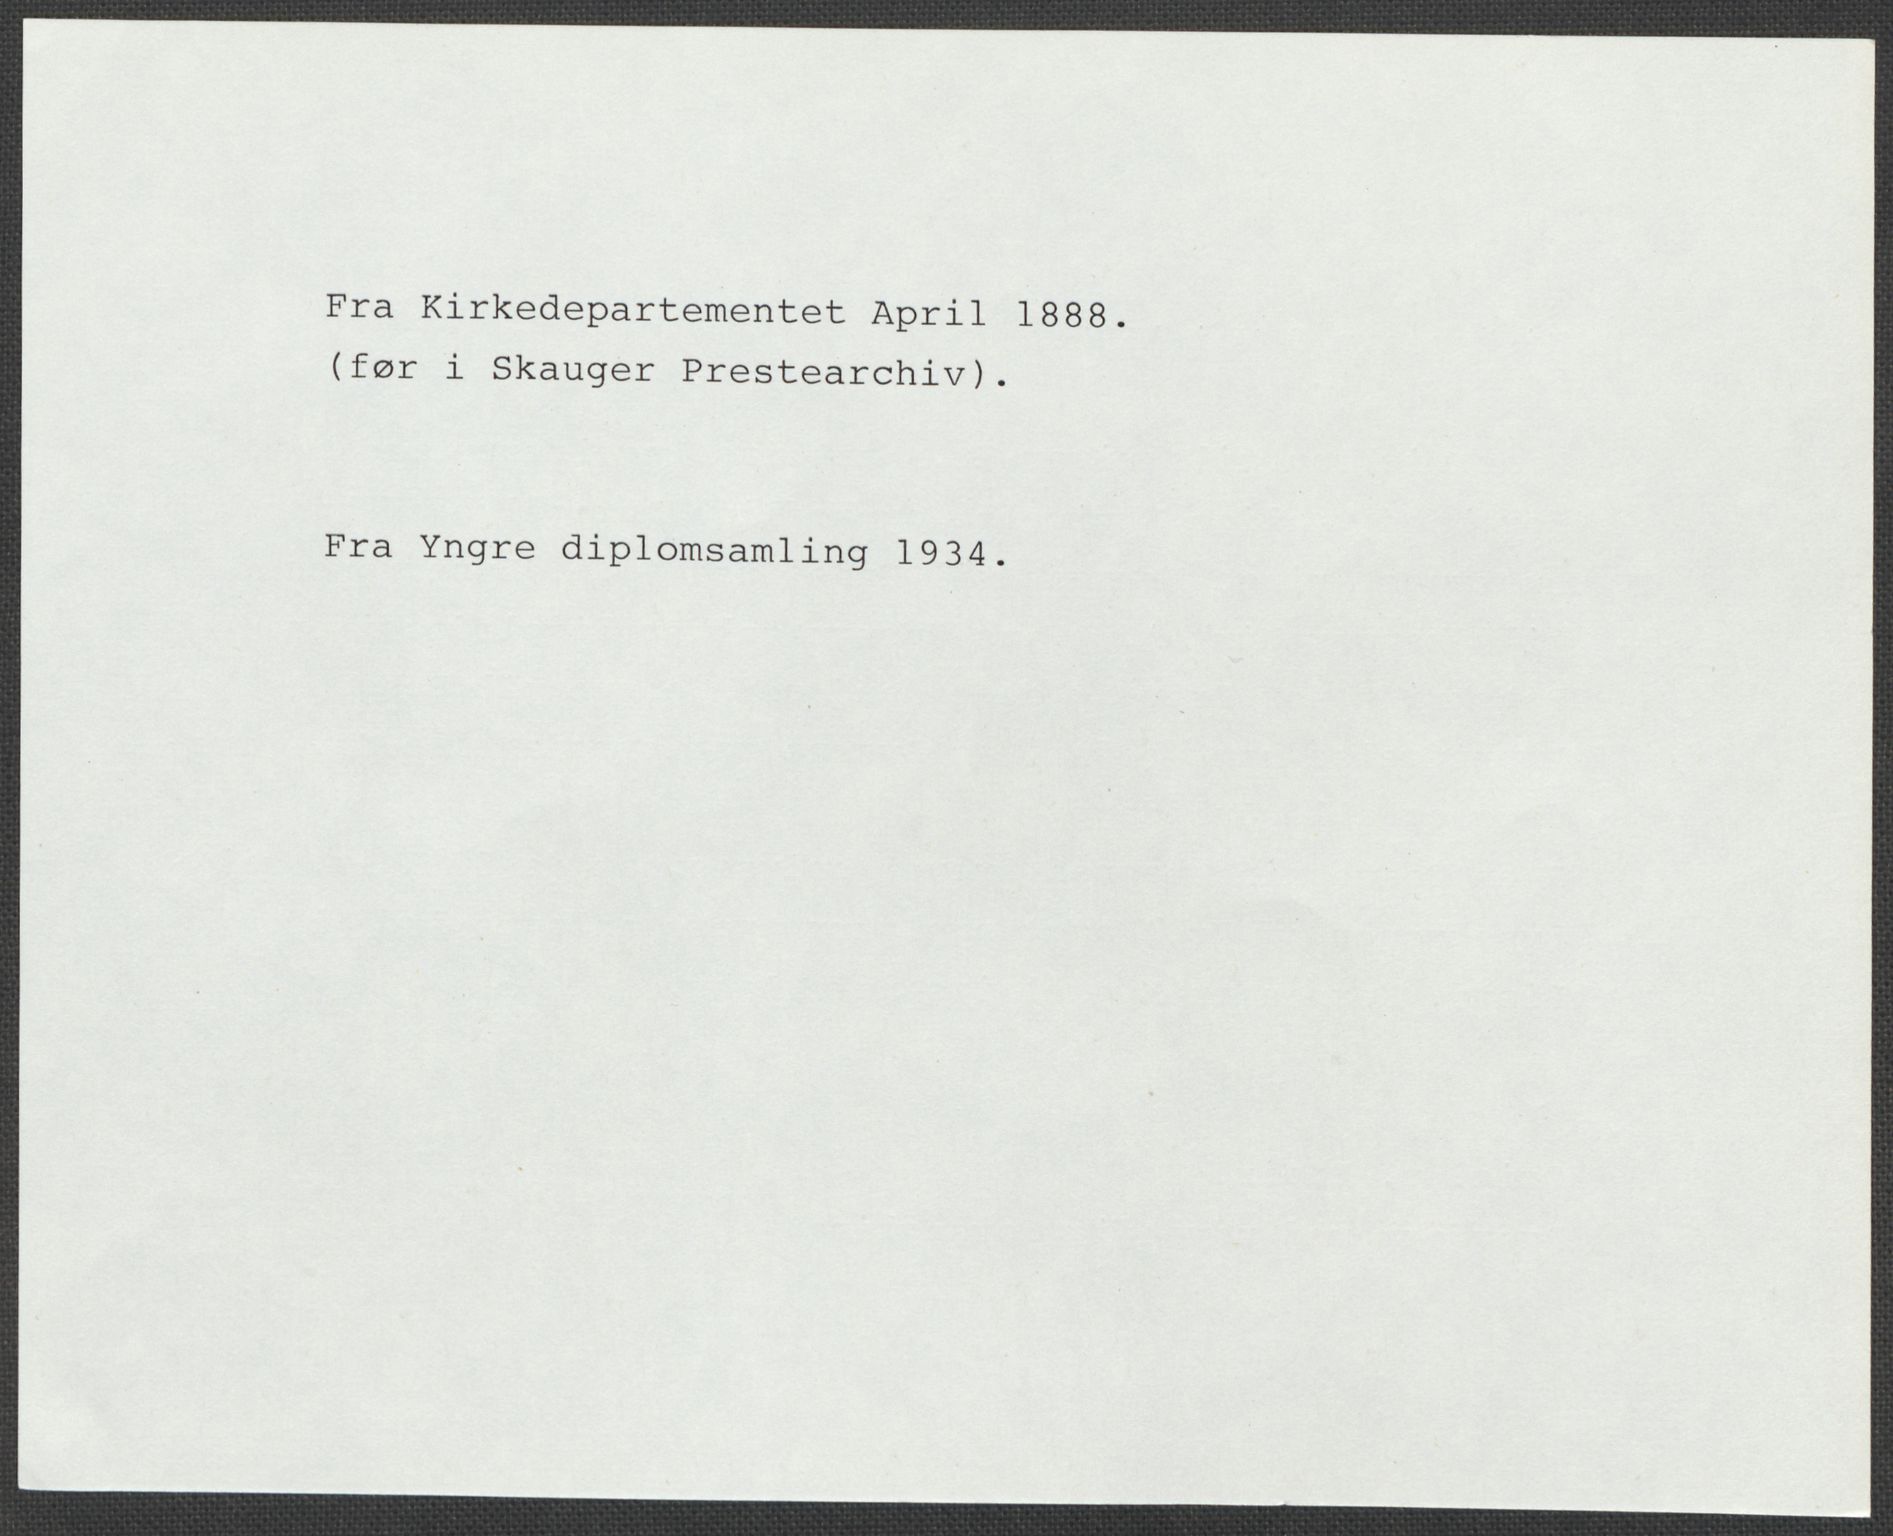 Fra Kirkedepartementet April 1888.
(før i Skauger Prestearchiv).
Fra Yngre diplomsamling 1934.